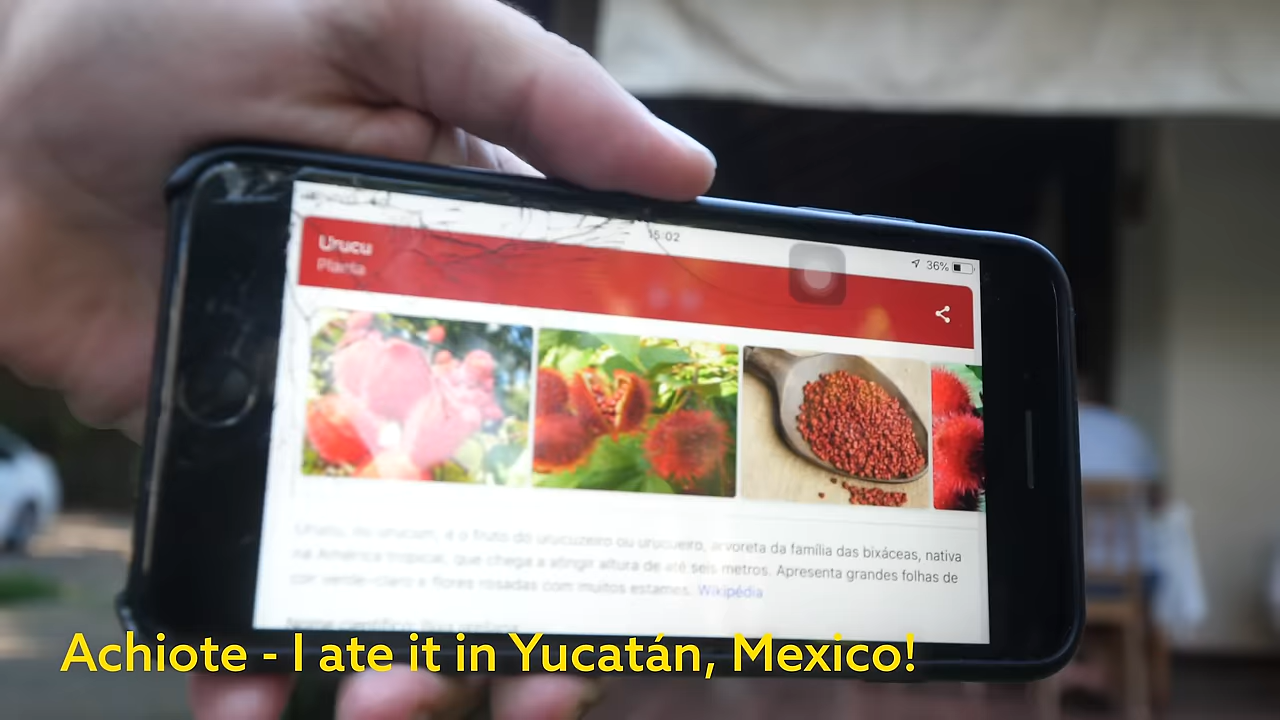 15:02
36%
Urucu
Planta
Urucu, ou urucum, é o fruto do urucuzeiro ou urucueiro, arvoreta da família das bixáceas, nativa
na América tropical, que chega a atingir altura de até seis metros. Apresenta grandes folhas de
cor verde-claro e flores rosadas com muitos estames. Wikipédia
Achiote - I ate it in Yucatán, Mexico!